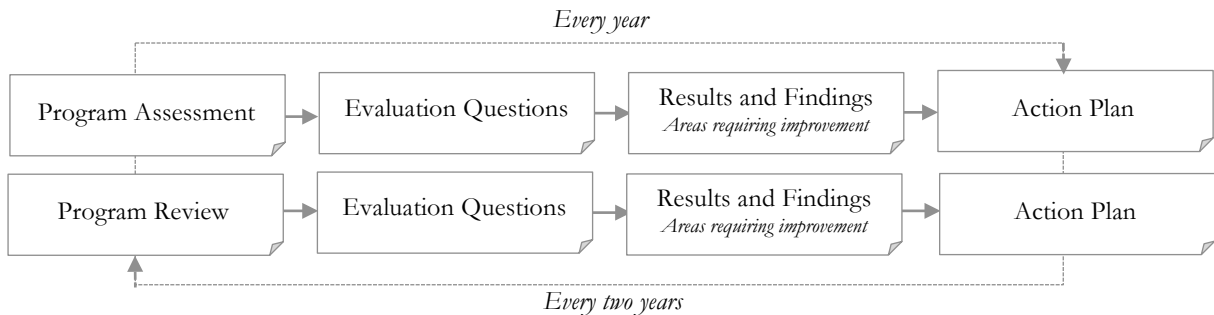 Every year
Program Assessment
Evaluation Questions
Results and Findings
Areas requiring improvement
Action Plan
Program Review
Evaluation Questions
Results and Findings
Areas requiring improvement
Action Plan
Every two years